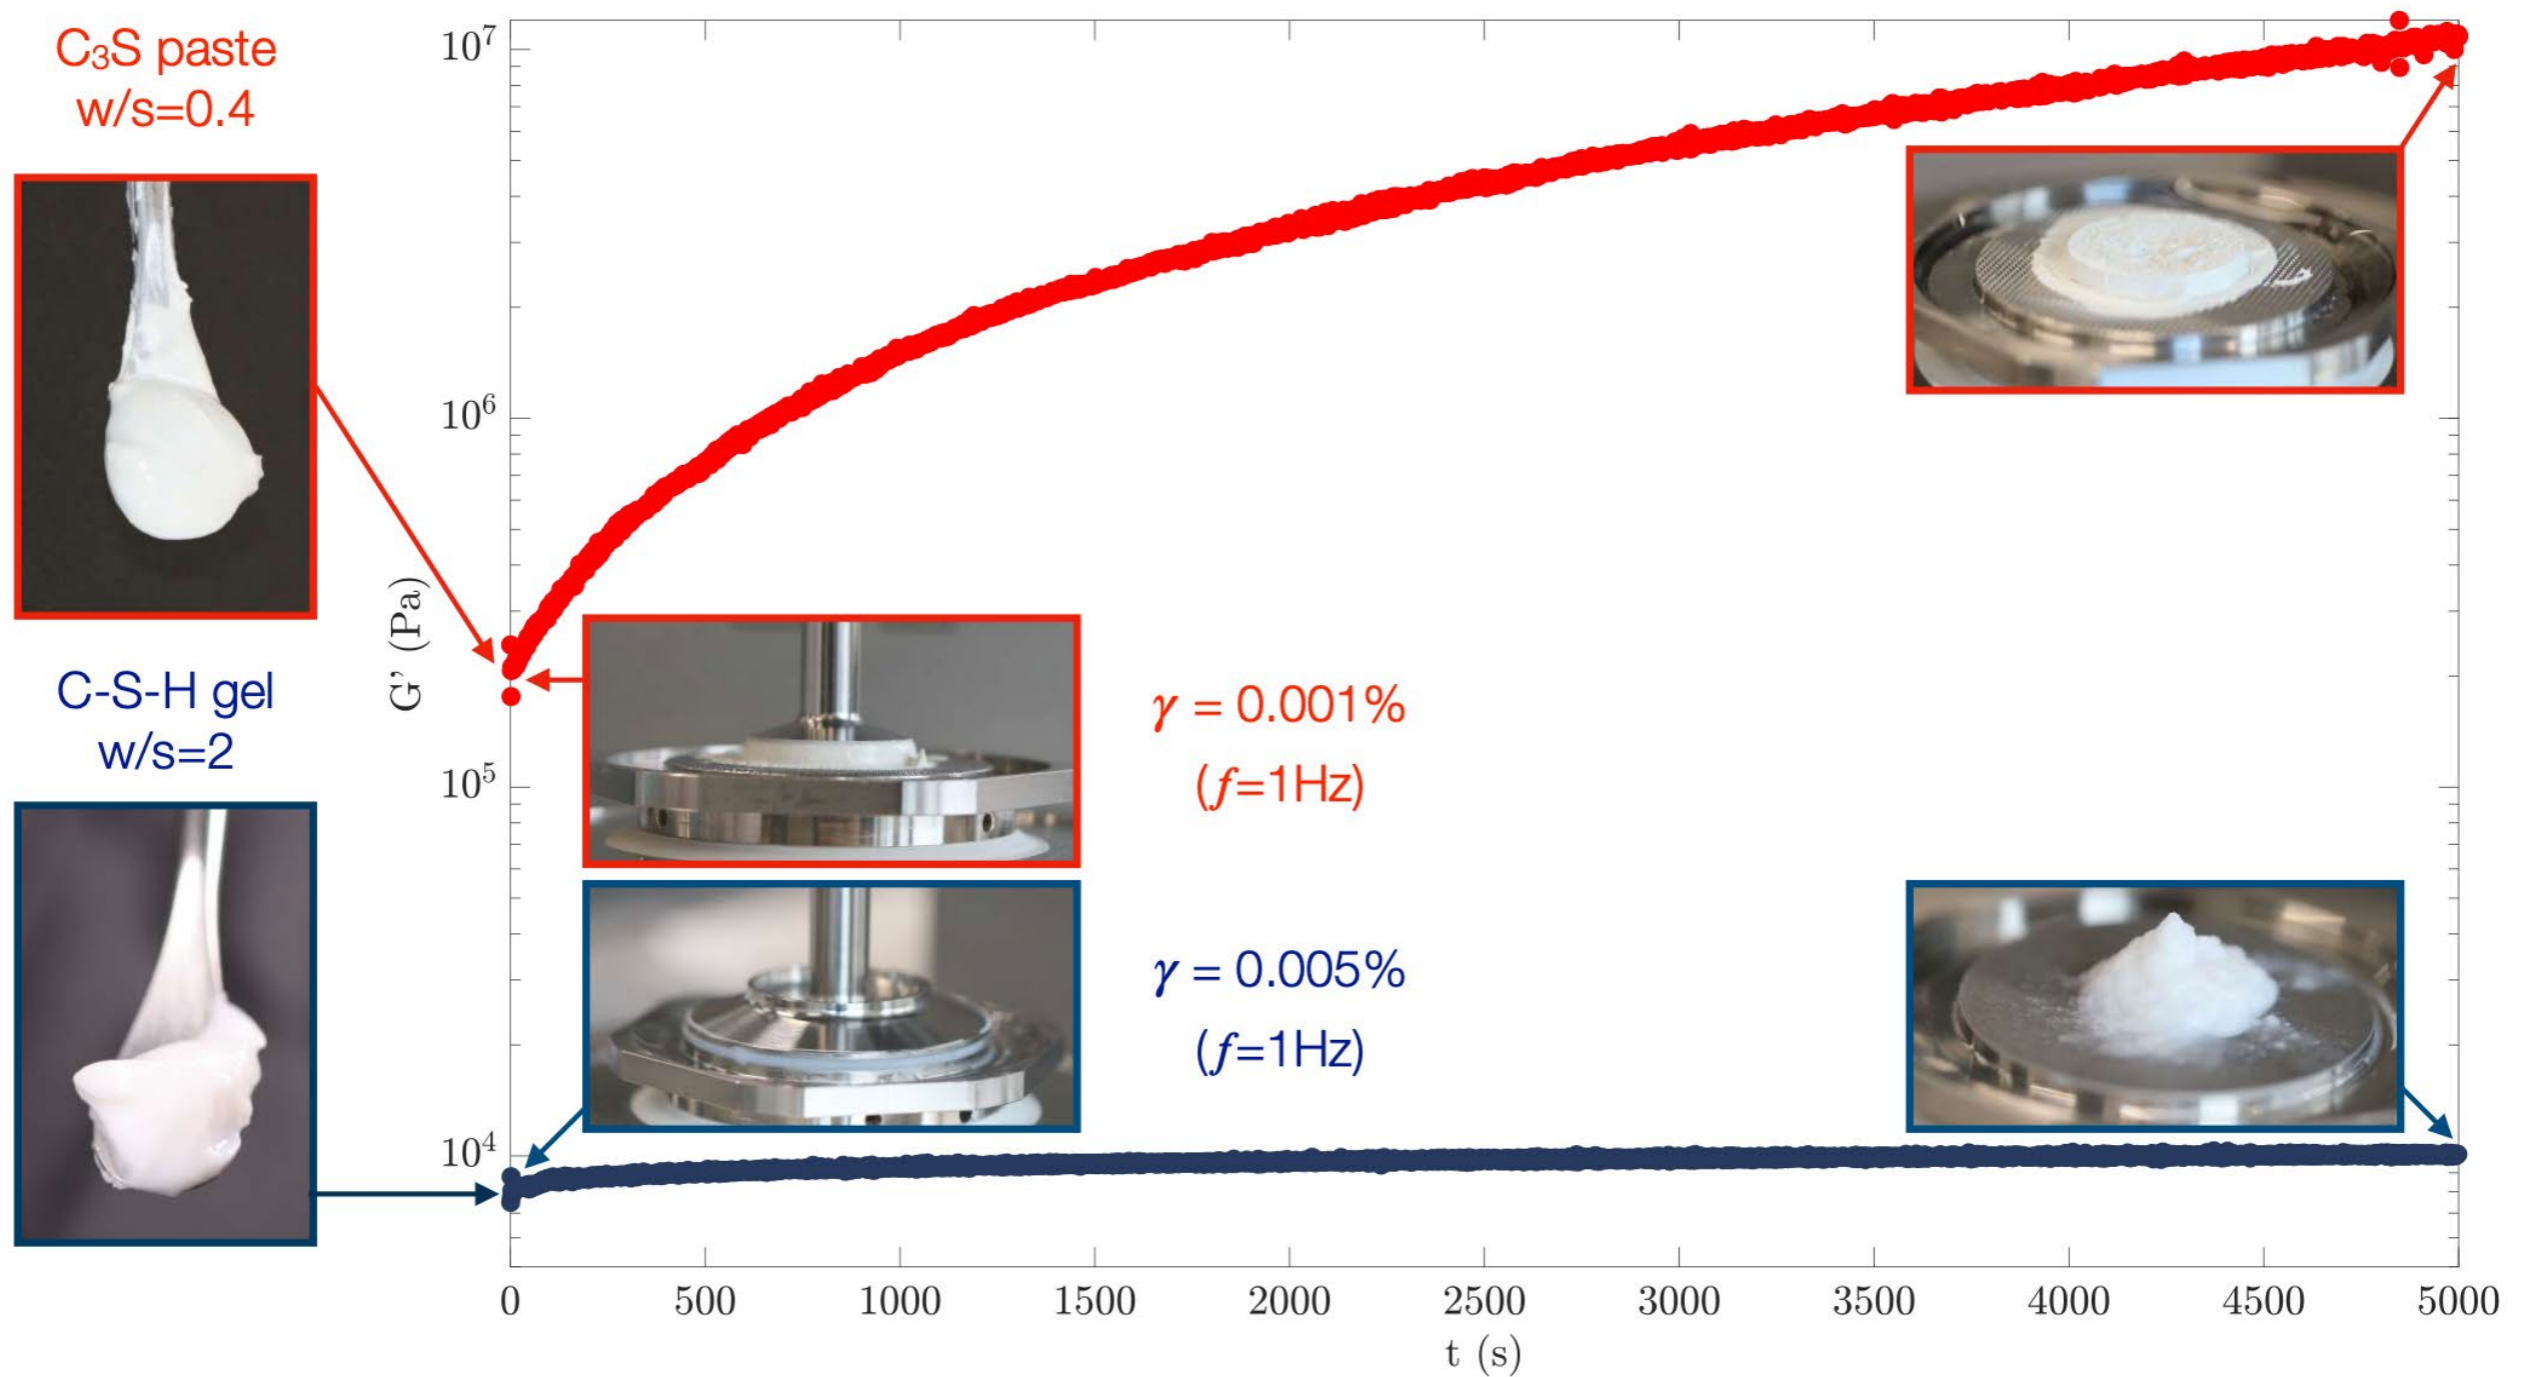 C₃S paste
w/s=0.4
C-S-H gel
w/s=2
G' (Pa)
10⁷
10⁶
10⁵
10⁴
γ = 0.001%
(f=1Hz)
γ = 0.005%
(f=1Hz)
0 500 1000 1500 2000 2500 3000 3500 4000 4500 5000
t (s)